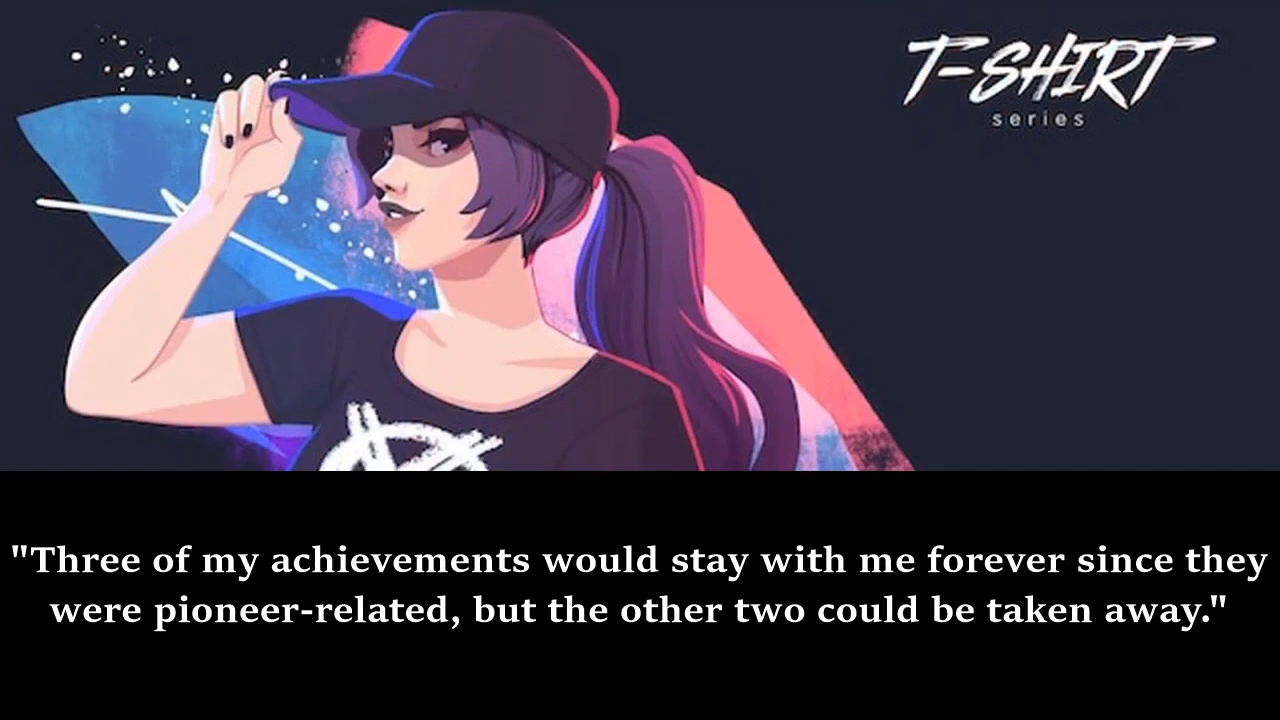 T-SHIRT
series
"Three of my achievements would stay with me forever since they
were pioneer-related, but the other two could be taken away."